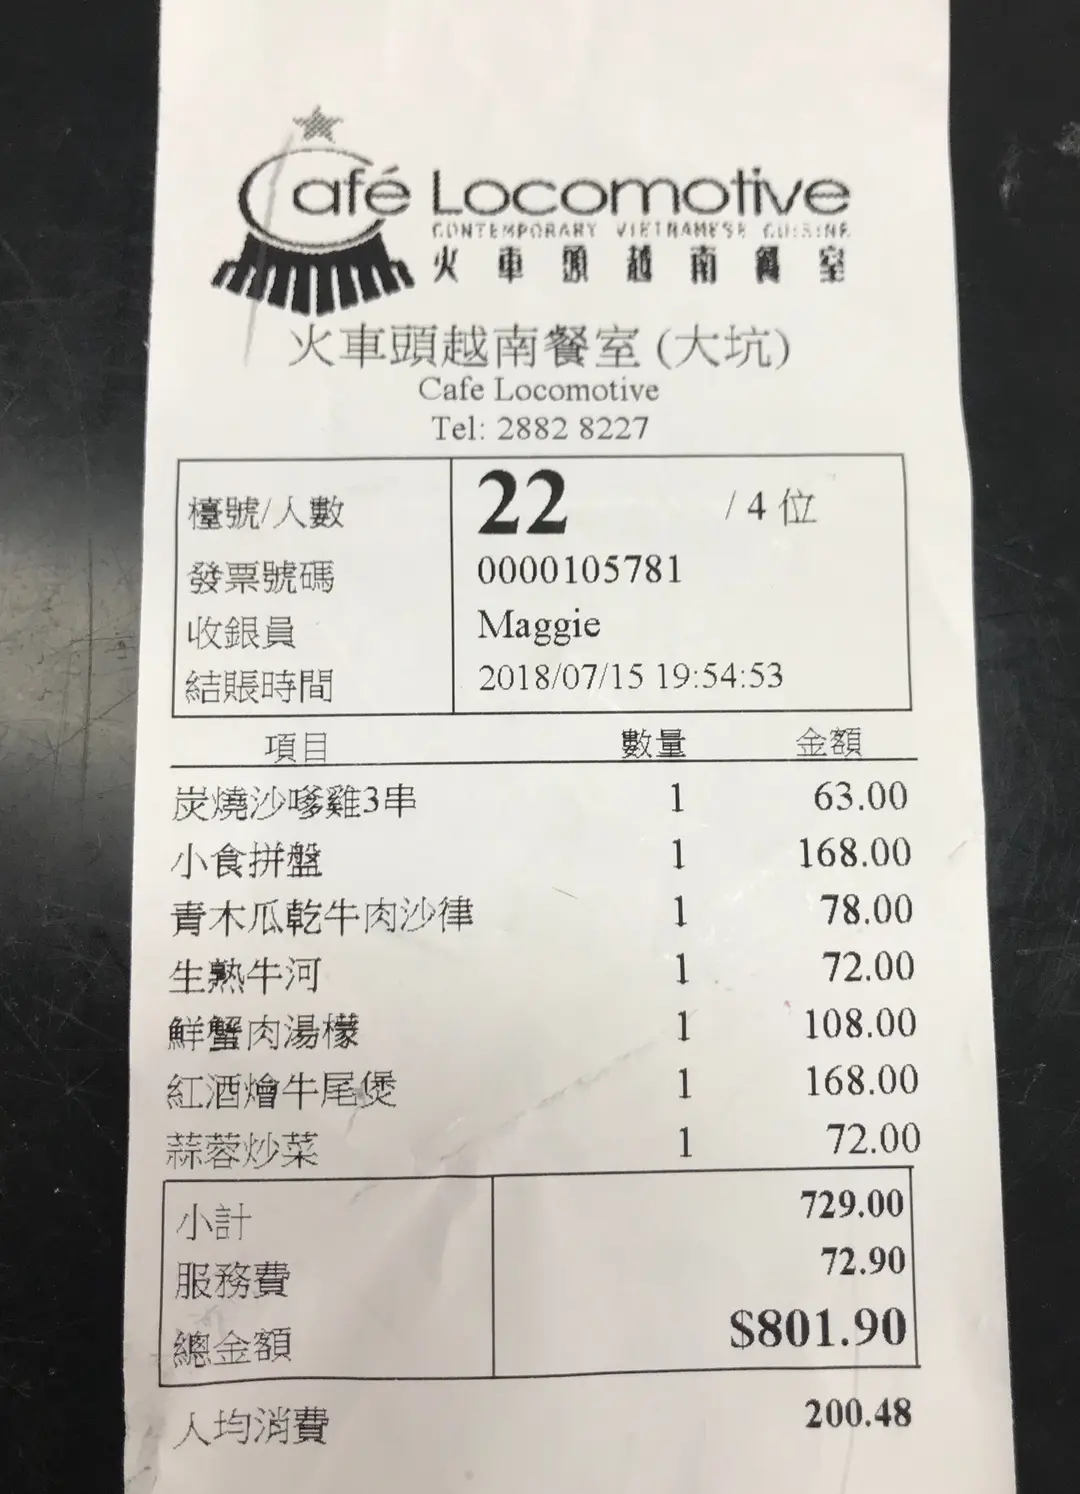 Café Locomotive
CONTEMPORARY VIETNAMESE CUISINE
火車頭越南餐室
火車頭越南餐室 (大坑)
Cafe Locomotive
Tel: 2882 8227
檯號/人數 22 / 4 位
發票號碼 0000105781
收銀員 Maggie
結賬時間 2018/07/15 19:54:53
項目 數量 金額
炭燒沙嗲雞3串 1 63.00
小食拼盤 1 168.00
青木瓜乾牛肉沙律 1 78.00
生熟牛河 1 72.00
鮮蟹肉湯檬 1 108.00
紅酒燴牛尾煲 1 168.00
蒜蓉炒菜 1 72.00
小計 729.00
服務費 72.90
總金額 $801.90
人均消費 200.48